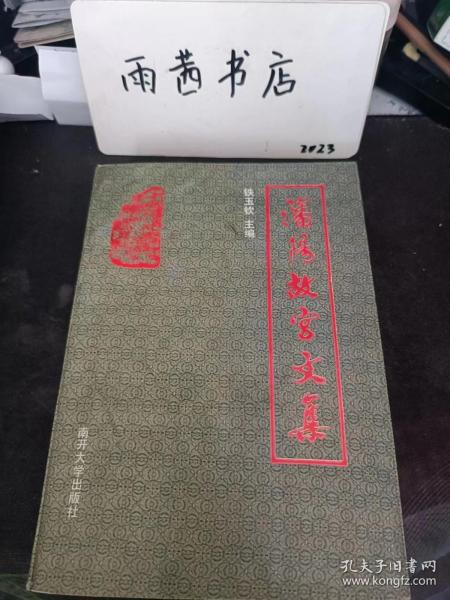 雨茜书店
2023
铁玉钦 主编
瀋阳故宫文集
南开大学出版社
孔夫子旧书网
www.kongfz.com